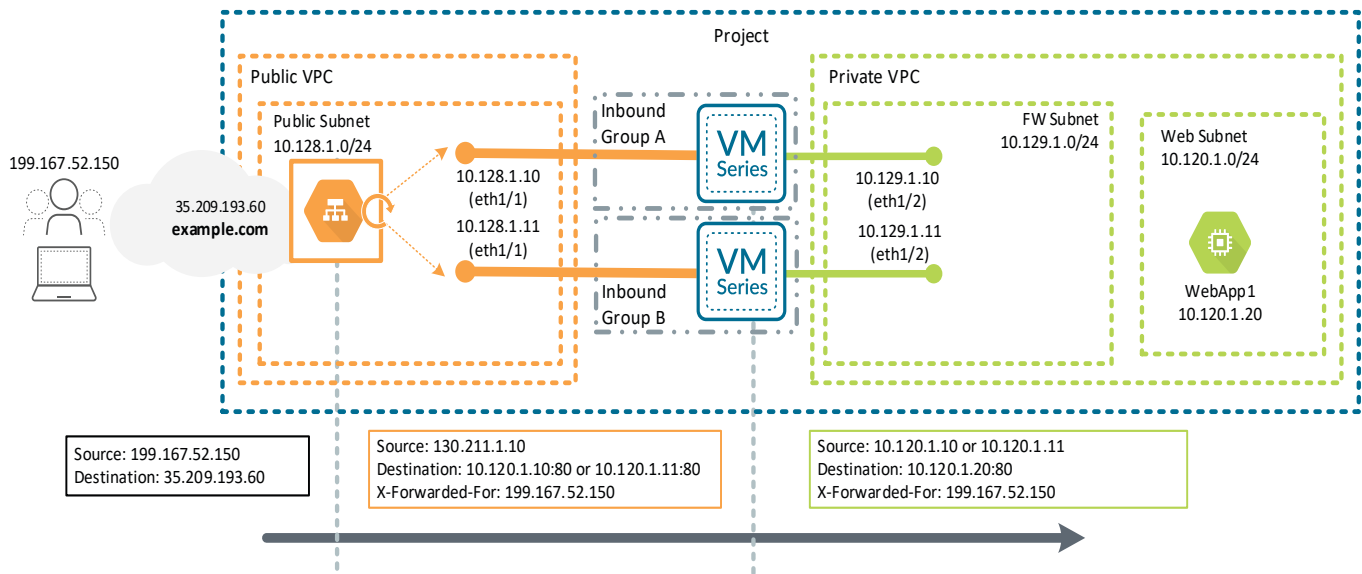 Project
Public VPC
Private VPC
Public Subnet
10.128.1.0/24
Inbound
Group A
VM
Series
FW Subnet
10.129.1.0/24
Web Subnet
10.120.1.0/24
199.167.52.150
35.209.193.60
example.com
10.128.1.10
(eth1/1)
10.128.1.11
(eth1/1)
10.129.1.10
(eth1/2)
10.129.1.11
(eth1/2)
VM
Series
Inbound
Group B
WebApp1
10.120.1.20
Source: 199.167.52.150
Destination: 35.209.193.60
Source: 130.211.1.10
Destination: 10.120.1.10:80 or 10.120.1.11:80
X-Forwarded-For: 199.167.52.150
Source: 10.120.1.10 or 10.120.1.11
Destination: 10.120.1.20:80
X-Forwarded-For: 199.167.52.150